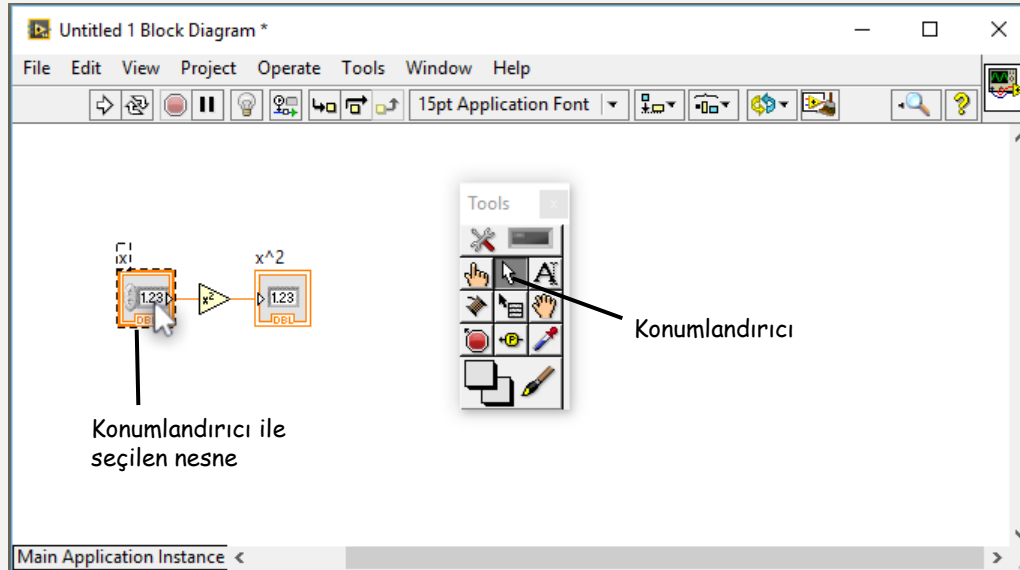 Untitled 1 Block Diagram *
File Edit View Project Operate Tools Window Help
15pt Application Font
Tools
x
x^2
1.23
x²
1.23
DBL
DBL
A
P
Konumlandırıcı
Konumlandırıcı ile
seçilen nesne
Main Application Instance